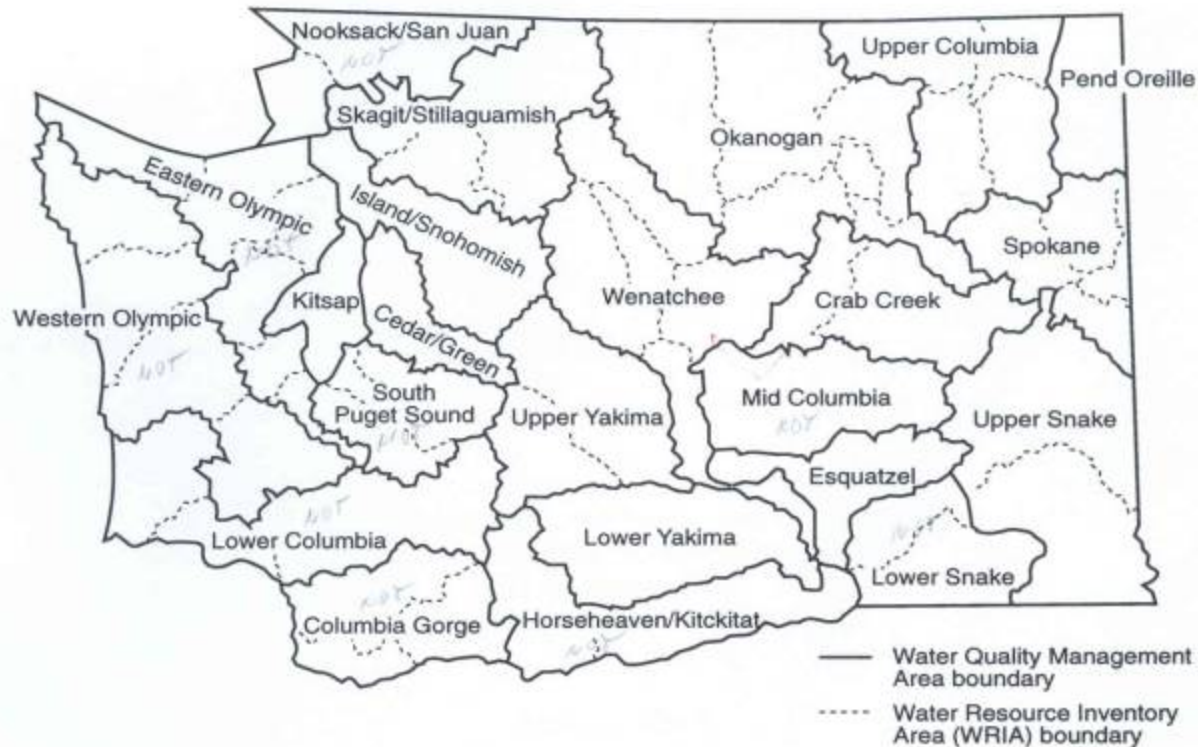 Nooksack/San Juan
NOT
Upper Columbia
Pend Oreille
Skagit/Stillaguamish
Okanogan
Eastern Olympic
NOT
Island/Snohomish
Spokane
Kitsap
Wenatchee
Crab Creek
Western Olympic
NOT
Cedar/Green
South
Puget Sound
NOT
Upper Yakima
Mid Columbia
NOT
Upper Snake
Esquatzel
NOT
Lower Columbia
Lower Yakima
NOT
Lower Snake
NOT
Columbia Gorge
Horseheaven/Kitckitat
NOT
Water Quality Management
Area boundary
Water Resource Inventory
Area (WRIA) boundary